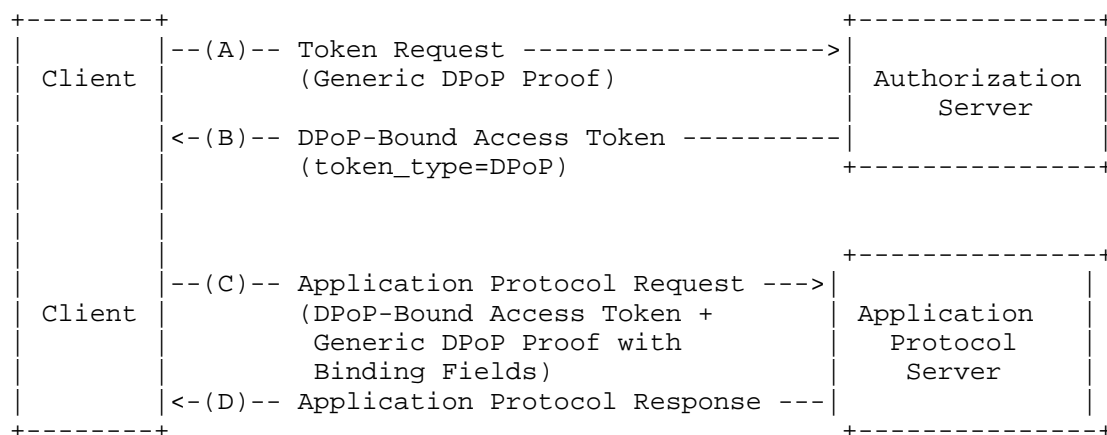 --(A)-- Token Request ------------------->
Client (Generic DPoP Proof) Authorization
Server
<-(B)-- DPoP-Bound Access Token ----------
(token_type=DPoP)
--(C)-- Application Protocol Request --->
Client (DPoP-Bound Access Token + Application
Generic DPoP Proof with Protocol
Binding Fields) Server
<-(D)-- Application Protocol Response ---